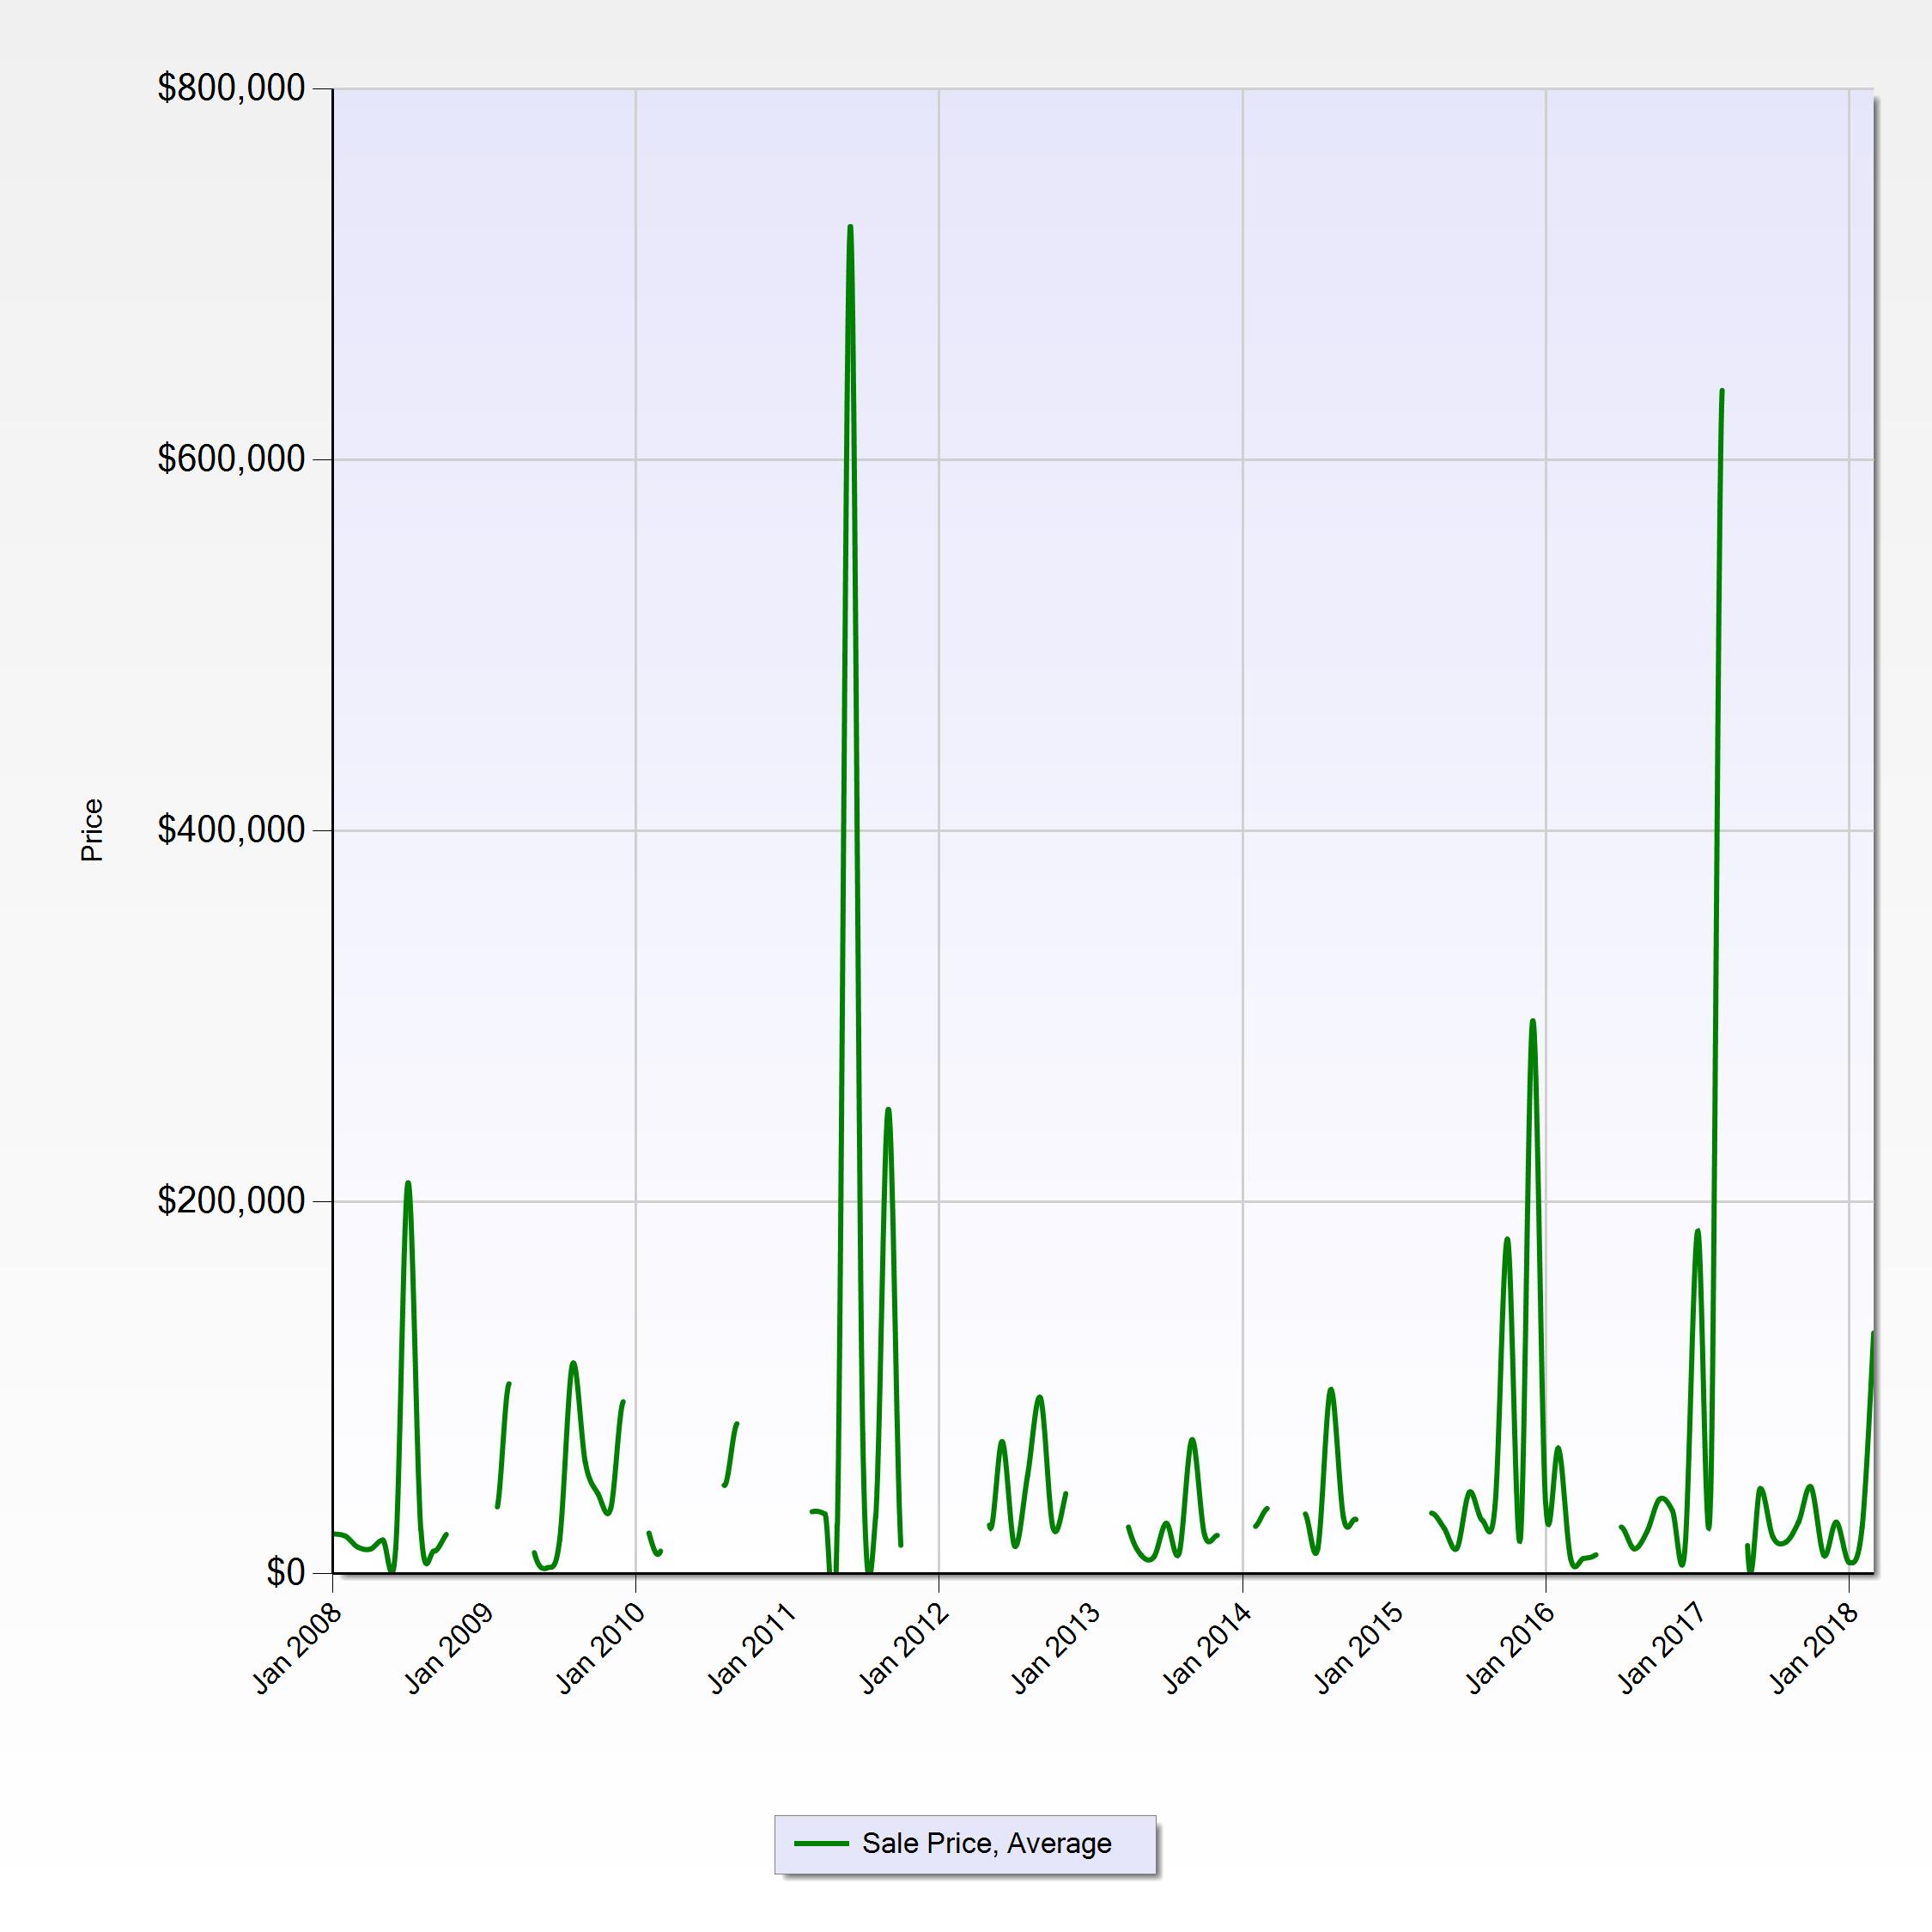 $800,000
$600,000
$400,000
$200,000
$0
Price
Jan 2008
Jan 2009
Jan 2010
Jan 2011
Jan 2012
Jan 2013
Jan 2014
Jan 2015
Jan 2016
Jan 2017
Jan 2018
Sale Price, Average